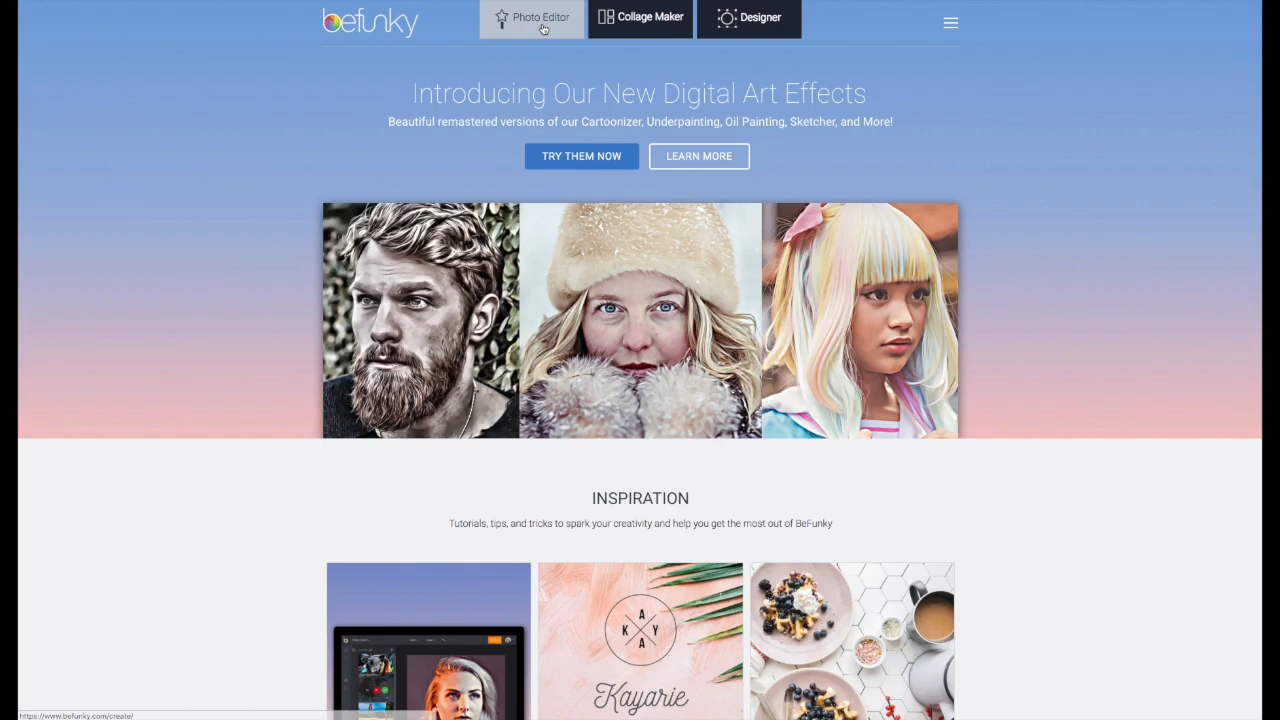 befunky
Photo Editor
Collage Maker
Designer
Introducing Our New Digital Art Effects
Beautiful remastered versions of our Cartoonizer, Underpainting, Oil Painting, Sketcher, and More!
TRY THEM NOW
LEARN MORE
INSPIRATION
Tutorials, tips, and tricks to spark your creativity and help you get the most out of BeFunky
A
K Y
A
Kayarie
https://www.befunky.com/create/